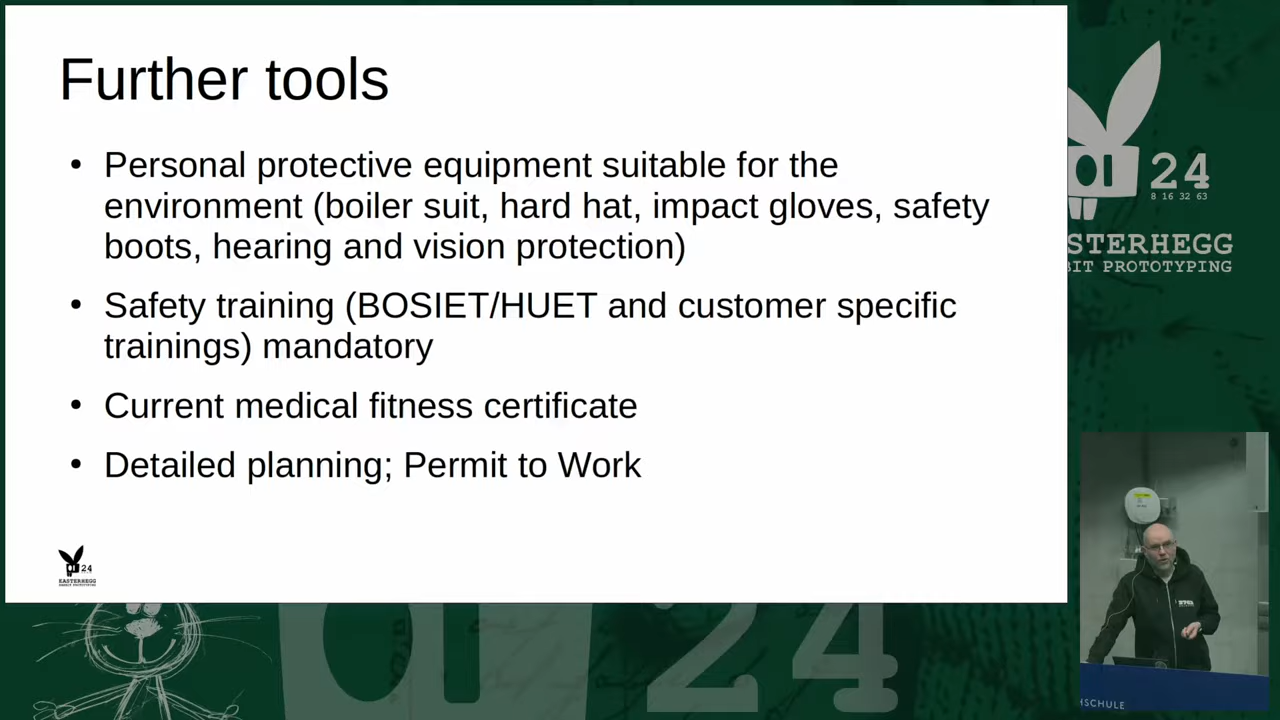 Further tools
• Personal protective equipment suitable for the
environment (boiler suit, hard hat, impact gloves, safety
boots, hearing and vision protection)
• Safety training (BOSIET/HUET and customer specific
trainings) mandatory
• Current medical fitness certificate
• Detailed planning; Permit to Work
24
EASTERHEGG
24
8 16 32 63
STERHEGG
BIT PROTOTYPING
24
HSCHULE